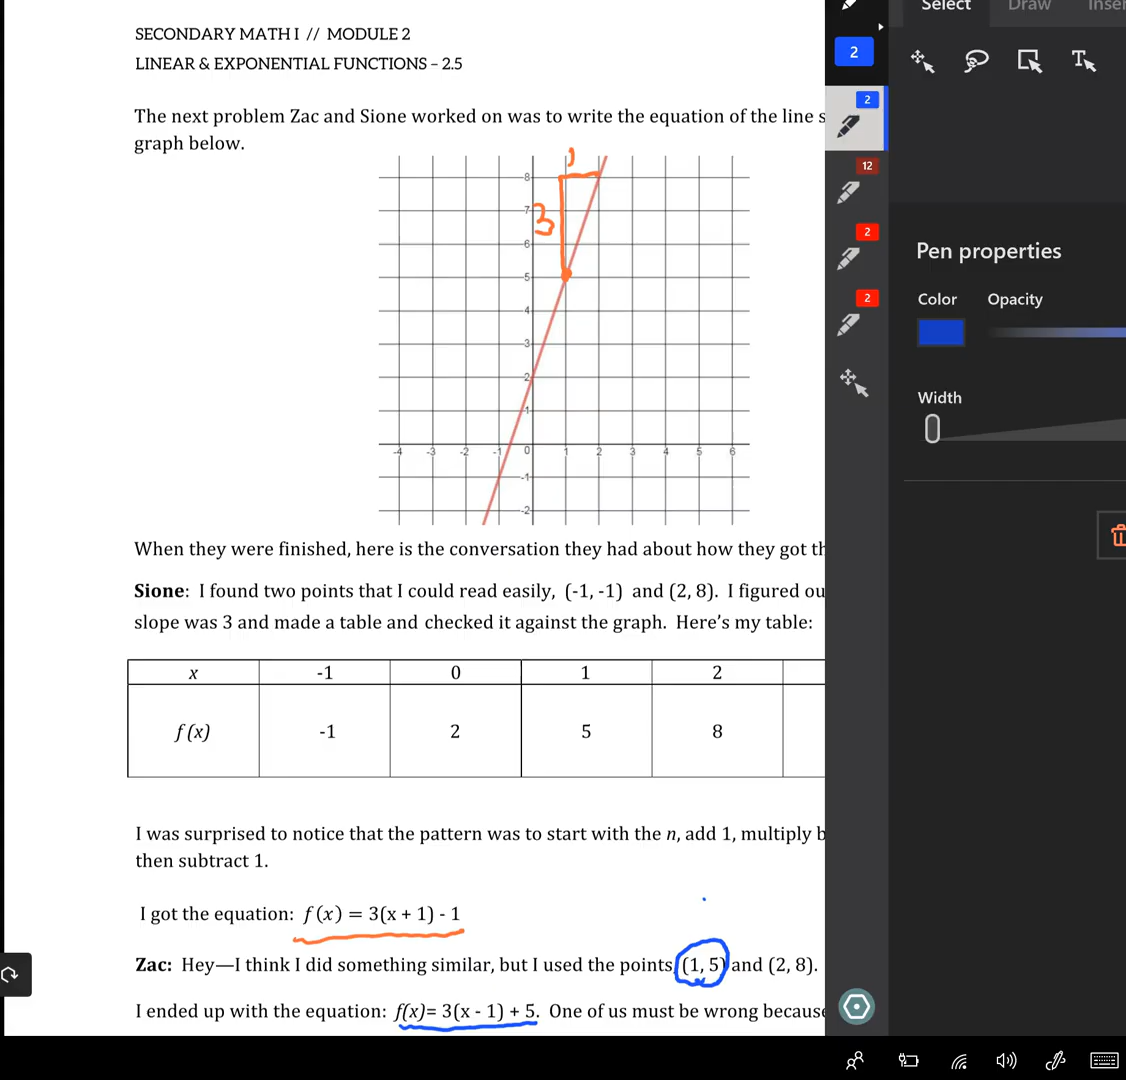 SECONDARY MATH I // MODULE 2
LINEAR & EXPONENTIAL FUNCTIONS – 2.5
The next problem Zac and Sione worked on was to write the equation of the line s
graph below.
1
3
8
7
6
5
4
3
2
1
-4 -3 -2 -1 0 1 2 3 4 5 6
-1
-2
When they were finished, here is the conversation they had about how they got th
Sione: I found two points that I could read easily, (-1, -1) and (2, 8). I figured ou
slope was 3 and made a table and checked it against the graph. Here's my table:
x -1 0 1 2
f(x) -1 2 5 8
I was surprised to notice that the pattern was to start with the n, add 1, multiply b
then subtract 1.
I got the equation: f(x) = 3(x + 1) - 1
Zac: Hey—I think I did something similar, but I used the points (1, 5) and (2, 8).
I ended up with the equation: f(x)= 3(x - 1) + 5. One of us must be wrong because
Select Draw Inser
2
2
12
2
2
Pen properties
Color Opacity
Width